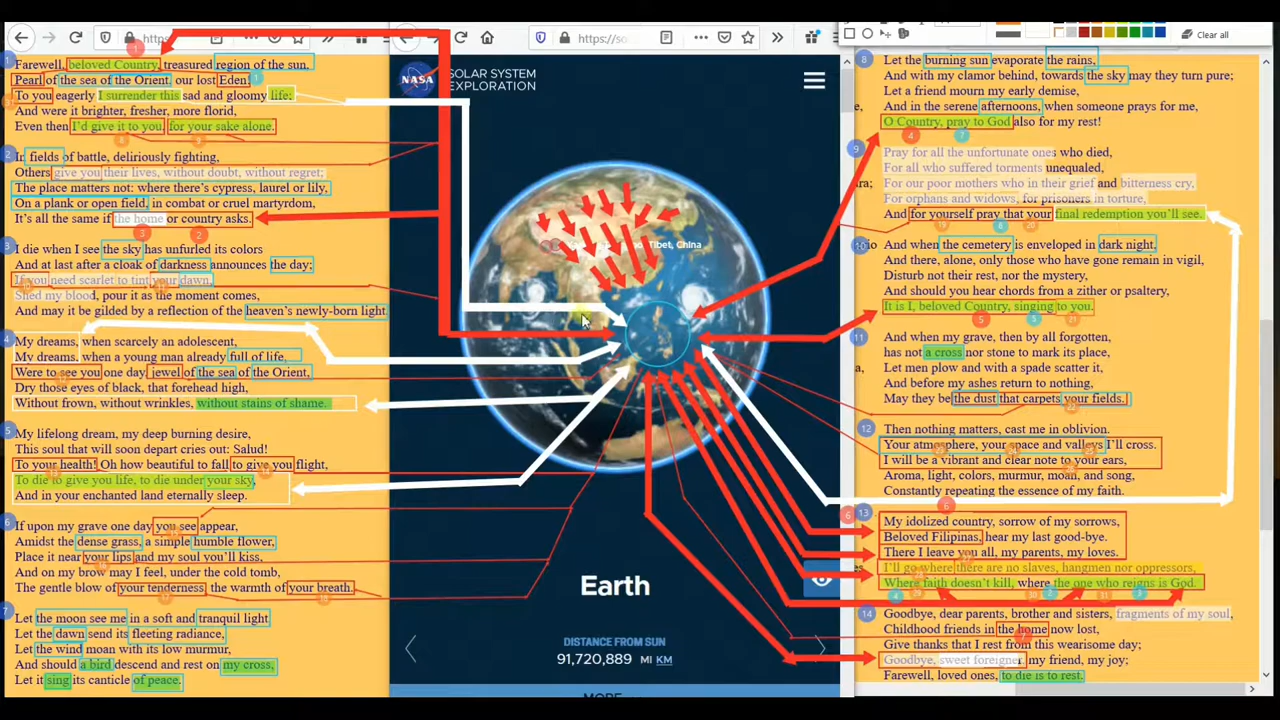 https:
https://so
Clear all
NASA
SOLAR SYSTEM
EXPLORATION
1
Farewell, beloved Country, treasured region of the sun,
Pearl of the sea of the Orient, our lost Eden!
To you eagerly I surrender this sad and gloomy life;
And were it brighter, fresher, more florid,
Even then I'd give it to you, for your sake alone.
2
In fields of battle, deliriously fighting,
Others give you their lives, without doubt, without regret;
The place matters not: where there's cypress, laurel or lily,
On a plank or open field, in combat or cruel martyrdom,
It's all the same if the home or country asks.
3
I die when I see the sky has unfurled its colors
And at last after a cloak of darkness announces the day;
If you need scarlet to tint your dawn,
Shed my blood, pour it as the moment comes,
And may it be gilded by a reflection of the heaven's newly-born light.
4
My dreams, when scarcely an adolescent,
My dreams, when a young man already full of life,
Were to see you one day, jewel of the sea of the Orient,
Dry those eyes of black, that forehead high,
Without frown, without wrinkles, without stains of shame.
5
My lifelong dream, my deep burning desire,
This soul that will soon depart cries out: Salud!
To your health! Oh how beautiful to fall to give you flight,
To die to give you life, to die under your sky,
And in your enchanted land eternally sleep.
6
If upon my grave one day you see appear,
Amidst the dense grass, a simple humble flower,
Place it near your lips and my soul you'll kiss,
And on my brow may I feel, under the cold tomb,
The gentle blow of your tenderness, the warmth of your breath.
7
Let the moon see me in a soft and tranquil light
Let the dawn send its fleeting radiance,
Let the wind moan with its low murmur,
And should a bird descend and rest on my cross,
Let it sing its canticle of peace.
Tibet, China
Earth
DISTANCE FROM SUN
91,720,889 MI KM
MORE
8
Let the burning sun evaporate the rains,
And with my clamor behind, towards the sky may they turn pure;
Let a friend mourn my early demise,
And in the serene afternoons, when someone prays for me,
O Country, pray to God also for my rest!
9
Pray for all the unfortunate ones who died,
For all who suffered torments unequaled,
For our poor mothers who in their grief and bitterness cry,
For orphans and widows, for prisoners in torture,
And for yourself pray that your final redemption you'll see.
10
And when the cemetery is enveloped in dark night,
And there, alone, only those who have gone remain in vigil,
Disturb not their rest, nor the mystery,
And should you hear chords from a zither or psaltery,
It is I, beloved Country, singing to you.
11
And when my grave, then by all forgotten,
has not a cross nor stone to mark its place,
Let men plow and with a spade scatter it,
And before my ashes return to nothing,
May they be the dust that carpets your fields.
12
Then nothing matters, cast me in oblivion.
Your atmosphere, your space and valleys I'll cross.
I will be a vibrant and clear note to your ears,
Aroma, light, colors, murmur, moan, and song,
Constantly repeating the essence of my faith.
13
My idolized country, sorrow of my sorrows,
Beloved Filipinas, hear my last good-bye.
There I leave you all, my parents, my loves.
I'll go where there are no slaves, hangmen nor oppressors,
Where faith doesn't kill, where the one who reigns is God.
14
Goodbye, dear parents, brother and sisters, fragments of my soul,
Childhood friends in the home now lost,
Give thanks that I rest from this wearisome day;
Goodbye, sweet foreigner, my friend, my joy;
Farewell, loved ones, to die is to rest.